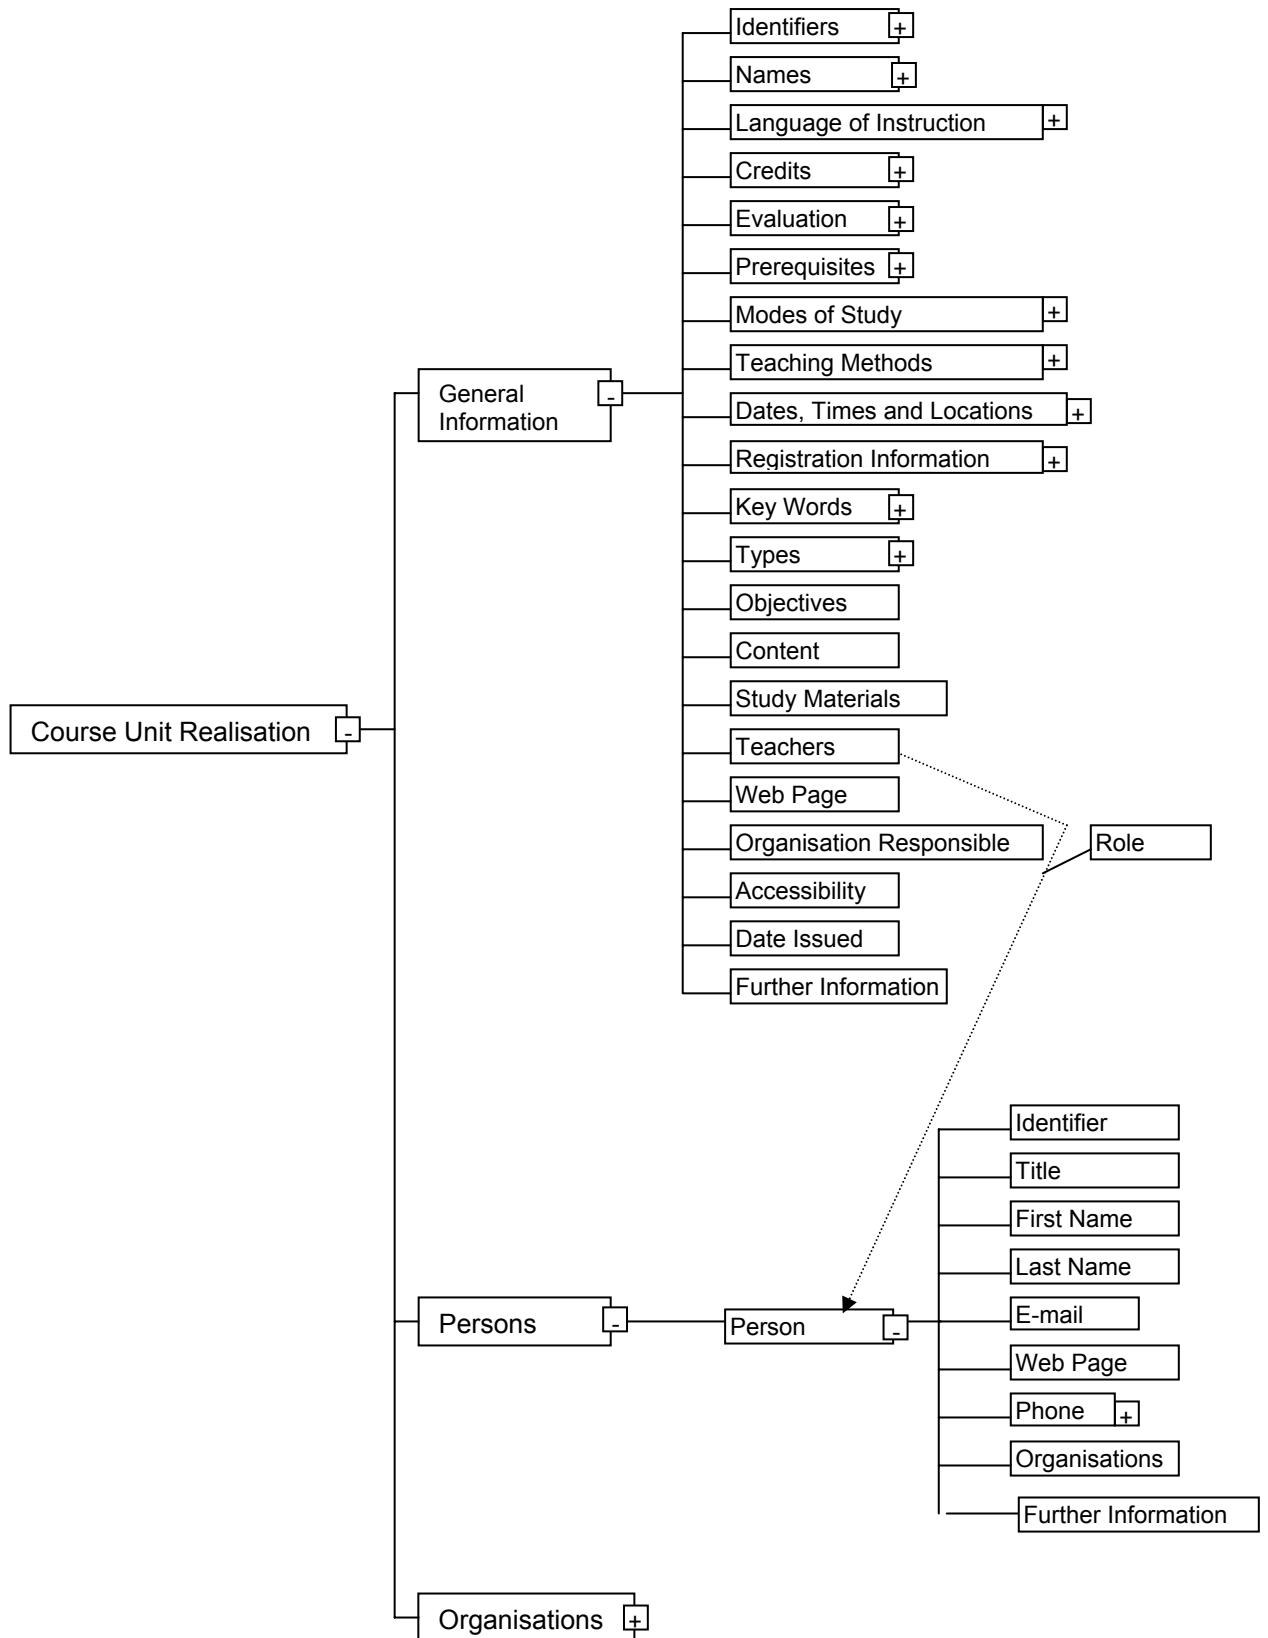 Identifiers +
Names +
Language of Instruction +
Credits +
Evaluation +
Prerequisites +
Modes of Study +
Teaching Methods +
Dates, Times and Locations +
Registration Information +
Key Words +
Types +
Objectives
Content
Study Materials
Teachers
Web Page
Organisation Responsible
Accessibility
Date Issued
Further Information
General
Information
-
Course Unit Realisation -
Role
Persons -
Person -
Identifier
Title
First Name
Last Name
E-mail
Web Page
Phone +
Organisations
Further Information
Organisations +